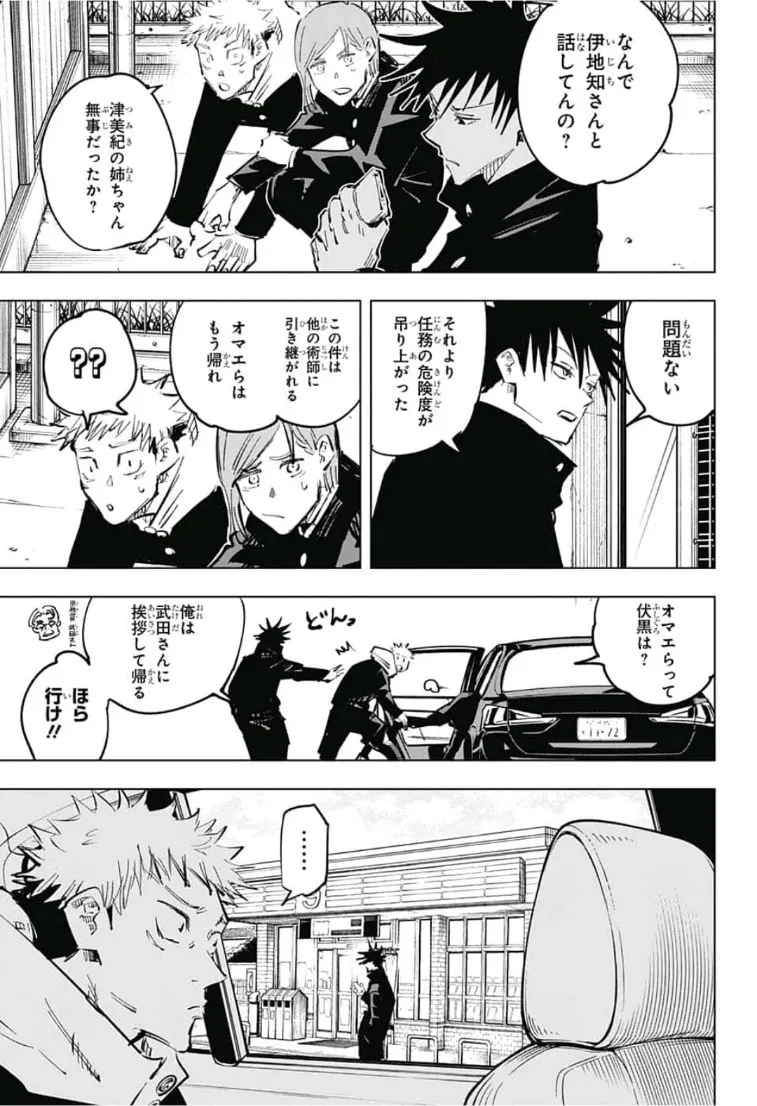 なんで
伊地知さんと
話してんの？
津美紀の姉ちゃん
無事だったか？
問題ない
それより
任務の危険度が
吊り上がった
この件は
他の術師に
引き継がれる
オマエらは
もう帰れ
??
オマエらって
伏黒は？
どんっ
俺は
武田さんに
挨拶して帰る
ほら
行け!!
……